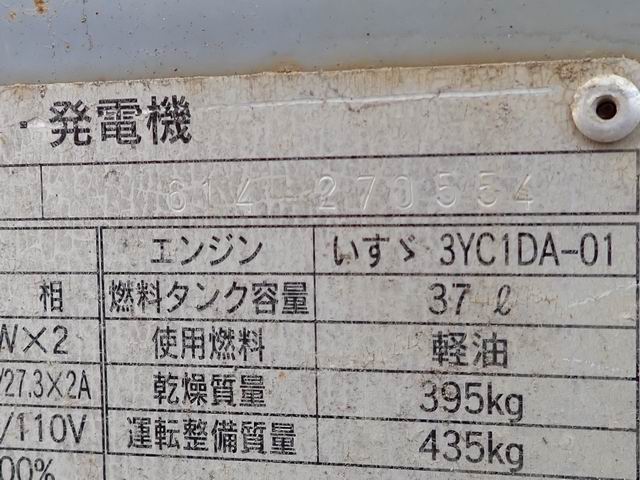 ・発電機
614-270554
エンジン いすゞ 3YC1DA-01
相 燃料タンク容量 37ℓ
W×2 使用燃料 軽油
/27.3×2A 乾燥質量 395kg
/110V 運転整備質量 435kg
00%